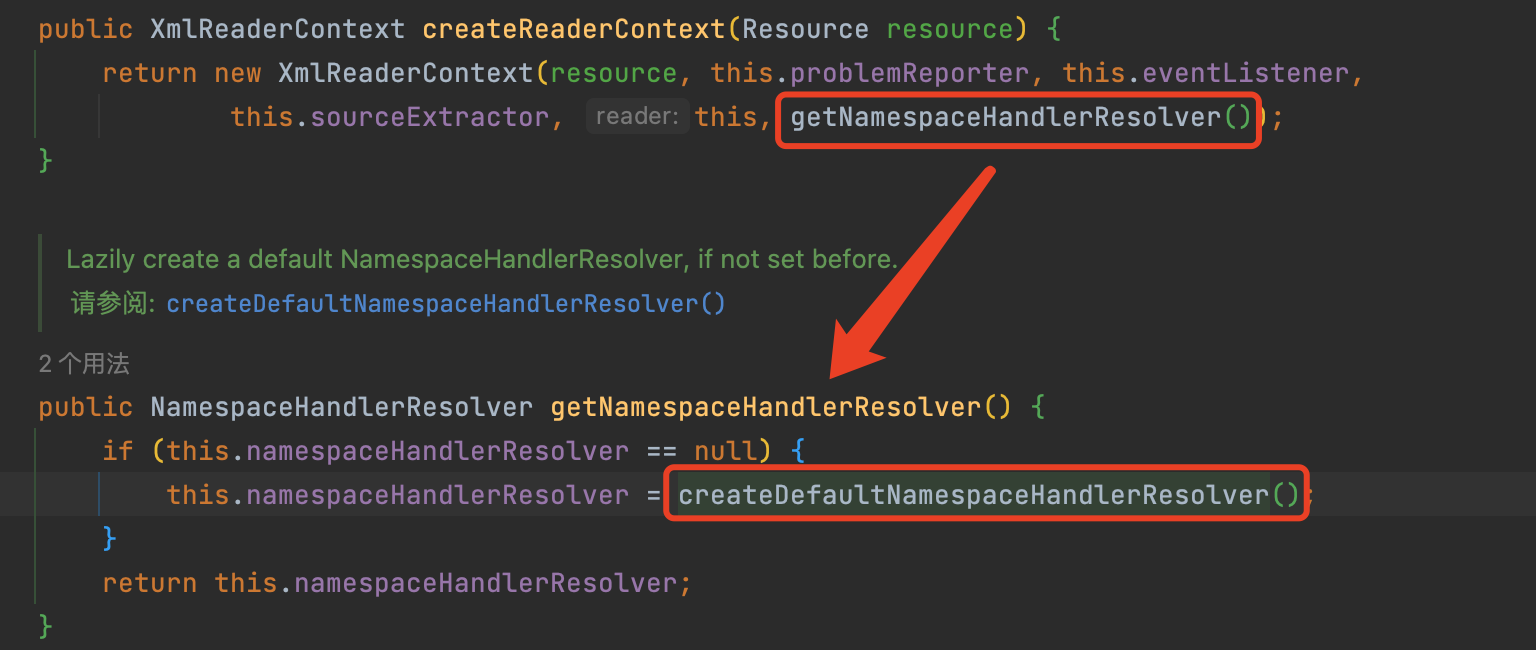 public XmlReaderContext createReaderContext(Resource resource) {
return new XmlReaderContext(resource, this.problemReporter, this.eventListener,
this.sourceExtractor, reader: this, getNamespaceHandlerResolver());
}
Lazily create a default NamespaceHandlerResolver, if not set before.
请参阅: createDefaultNamespaceHandlerResolver()
2 个用法
public NamespaceHandlerResolver getNamespaceHandlerResolver() {
if (this.namespaceHandlerResolver == null) {
this.namespaceHandlerResolver = createDefaultNamespaceHandlerResolver();
}
return this.namespaceHandlerResolver;
}